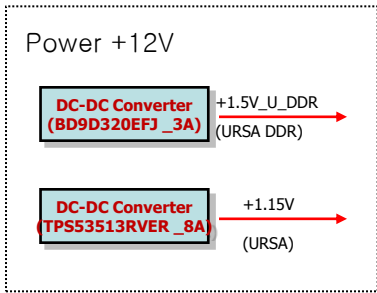 Power +12V
DC-DC Converter
(BD9D320EFJ _3A)
+1.5V_U_DDR
(URSA DDR)
DC-DC Converter
(TPS53513RVER _8A)
+1.15V
(URSA)